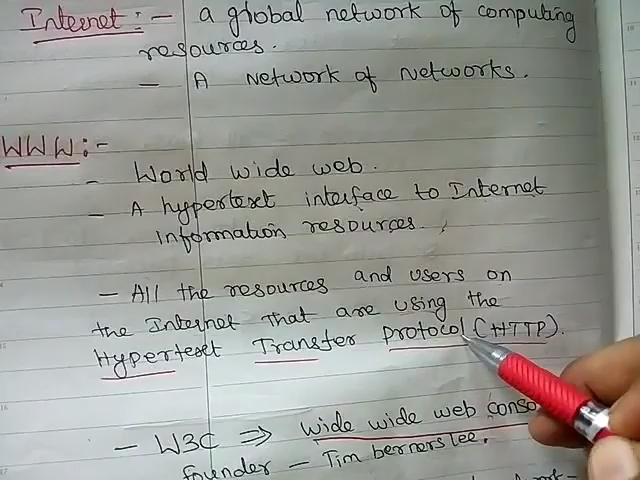 Internet :- a global network of computing
resources.
- A network of networks.
WWW :-
- World wide web.
- A hypertext interface to Internet
information resources.
- All the resources and users on
the Internet that are using the
Hypertext Transfer protocol (HTTP).
- W3C ⇒ wide wide web conso
founder - Tim berners lee.